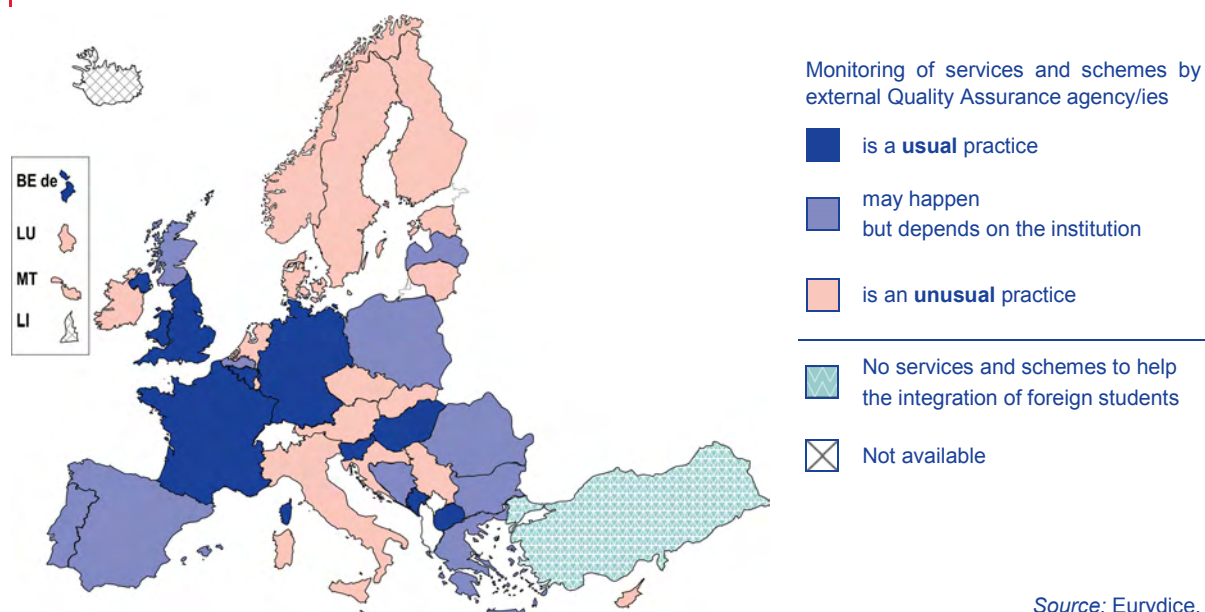 BE de
LU
MT
LI
Monitoring of services and schemes by
external Quality Assurance agency/ies
is a usual practice
may happen
but depends on the institution
is an unusual practice
No services and schemes to help
the integration of foreign students
Not available
Source: Eurydice.